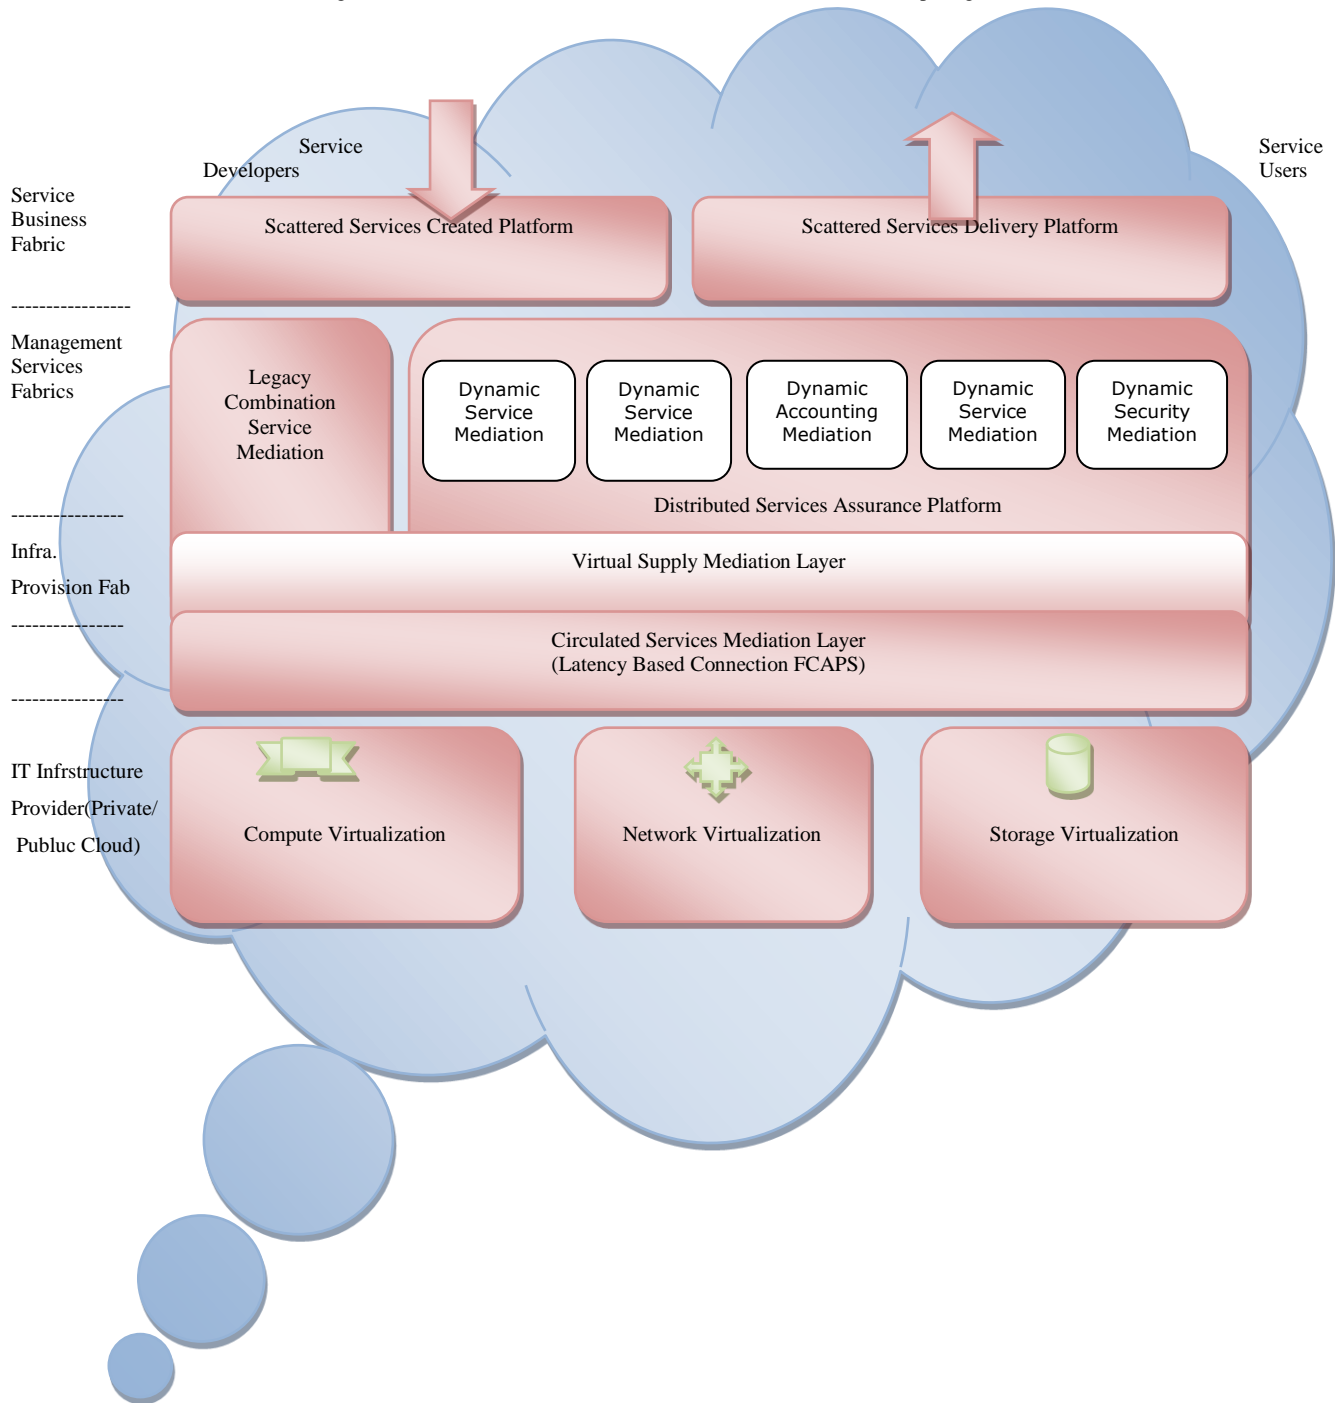 Service
Developers
Service
Users
Service
Business
Fabric
Scattered Services Created Platform
Scattered Services Delivery Platform
-----------------
Management
Services
Fabrics
Legacy
Combination
Service
Mediation
Dynamic
Service
Mediation
Dynamic
Service
Mediation
Dynamic
Accounting
Mediation
Dynamic
Service
Mediation
Dynamic
Security
Mediation
Distributed Services Assurance Platform
----------------
Infra.
Provision Fab
Virtual Supply Mediation Layer
----------------
Circulated Services Mediation Layer
(Latency Based Connection FCAPS)
----------------
IT Infrstructure
Provider(Private/
Publuc Cloud)
Compute Virtualization
Network Virtualization
Storage Virtualization